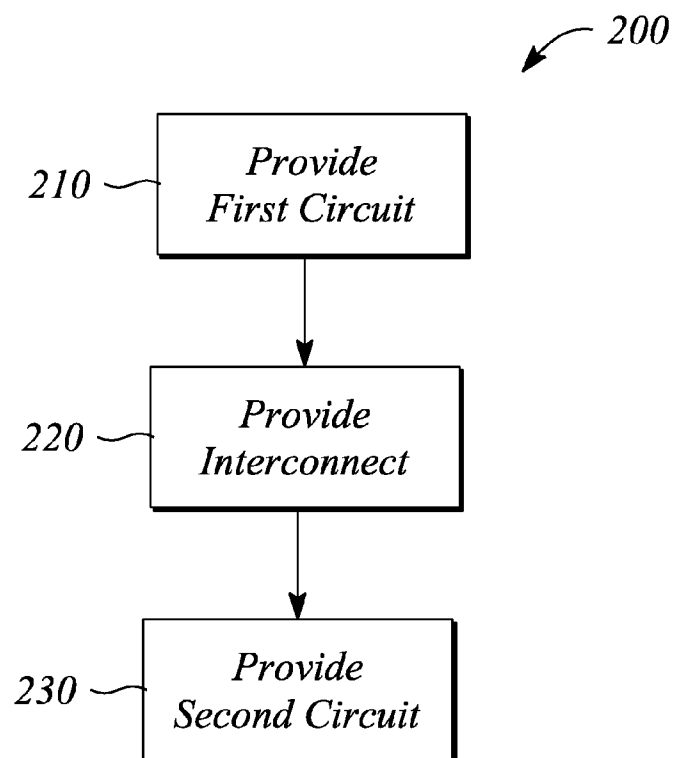 200
210
Provide
First Circuit
220
Provide
Interconnect
230
Provide
Second Circuit